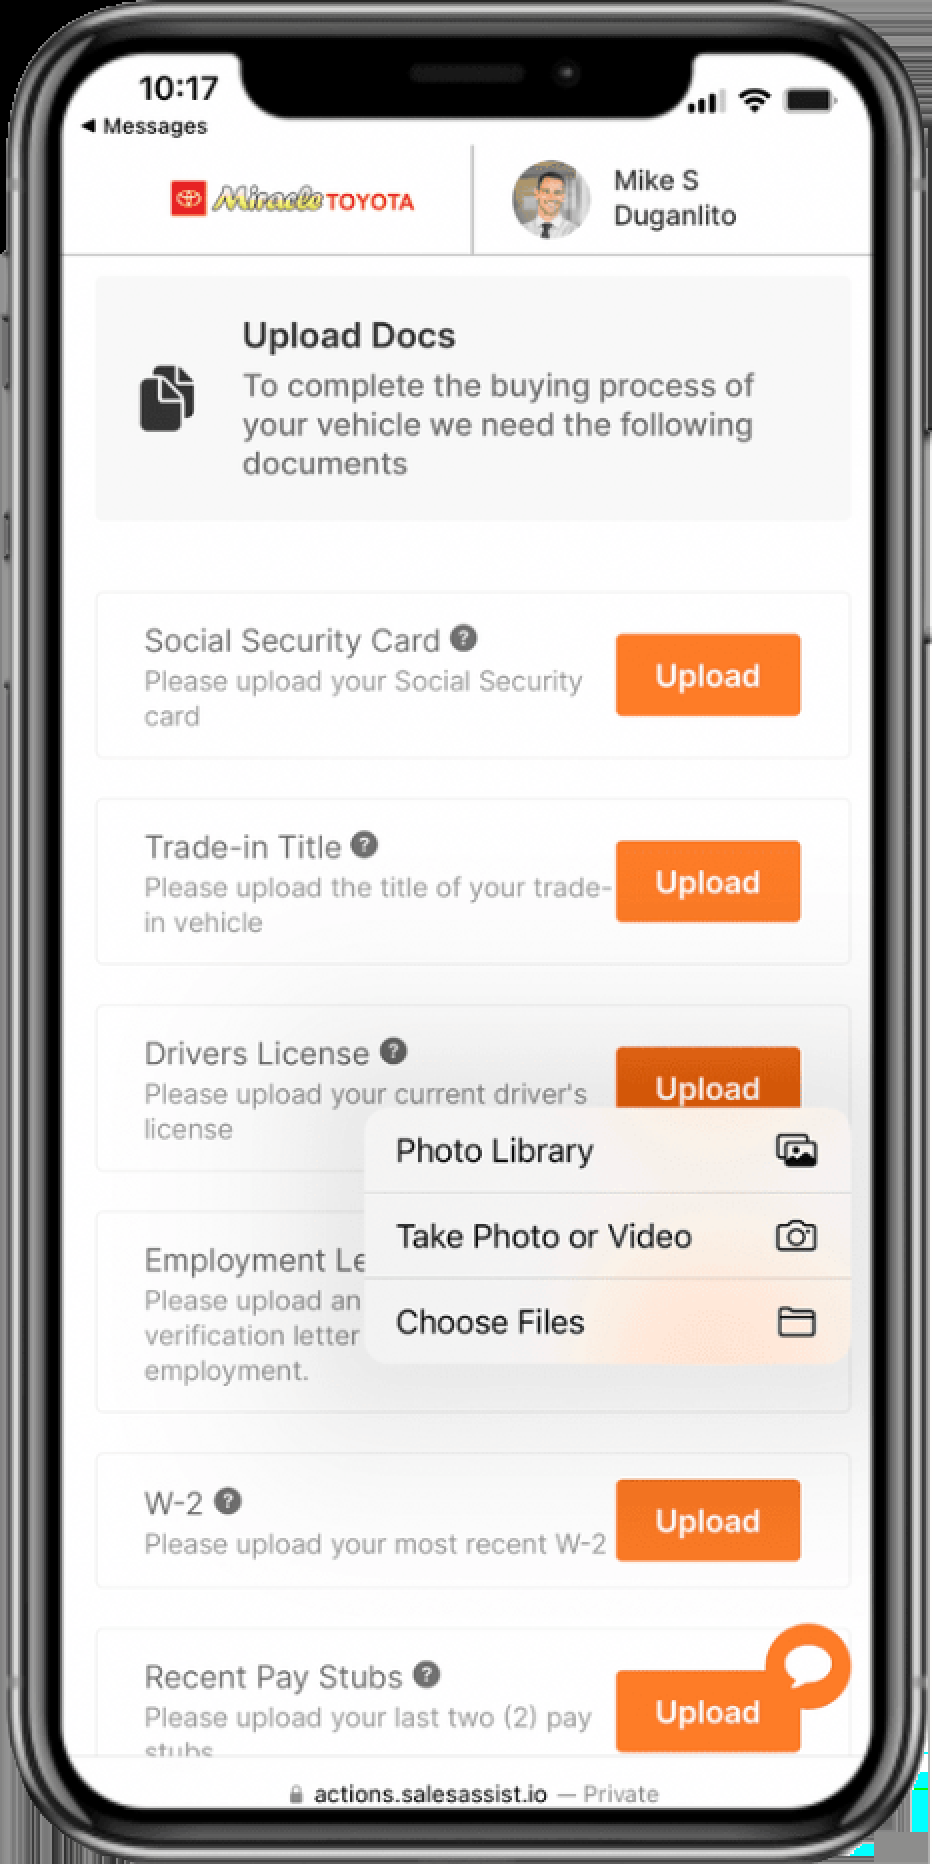 10:17
◀ Messages
Miracle TOYOTA
Mike S
Duganlito
Upload Docs
To complete the buying process of
your vehicle we need the following
documents
Social Security Card ?
Please upload your Social Security
card
Upload
Trade-in Title ?
Please upload the title of your trade-
in vehicle
Upload
Drivers License ?
Please upload your current driver's
license
Upload
Photo Library
Take Photo or Video
Choose Files
Employment Le
Please upload an
verification letter
employment.
W-2 ?
Please upload your most recent W-2
Upload
Recent Pay Stubs ?
Please upload your last two (2) pay
stubs
Upload
actions.salesassist.io — Private